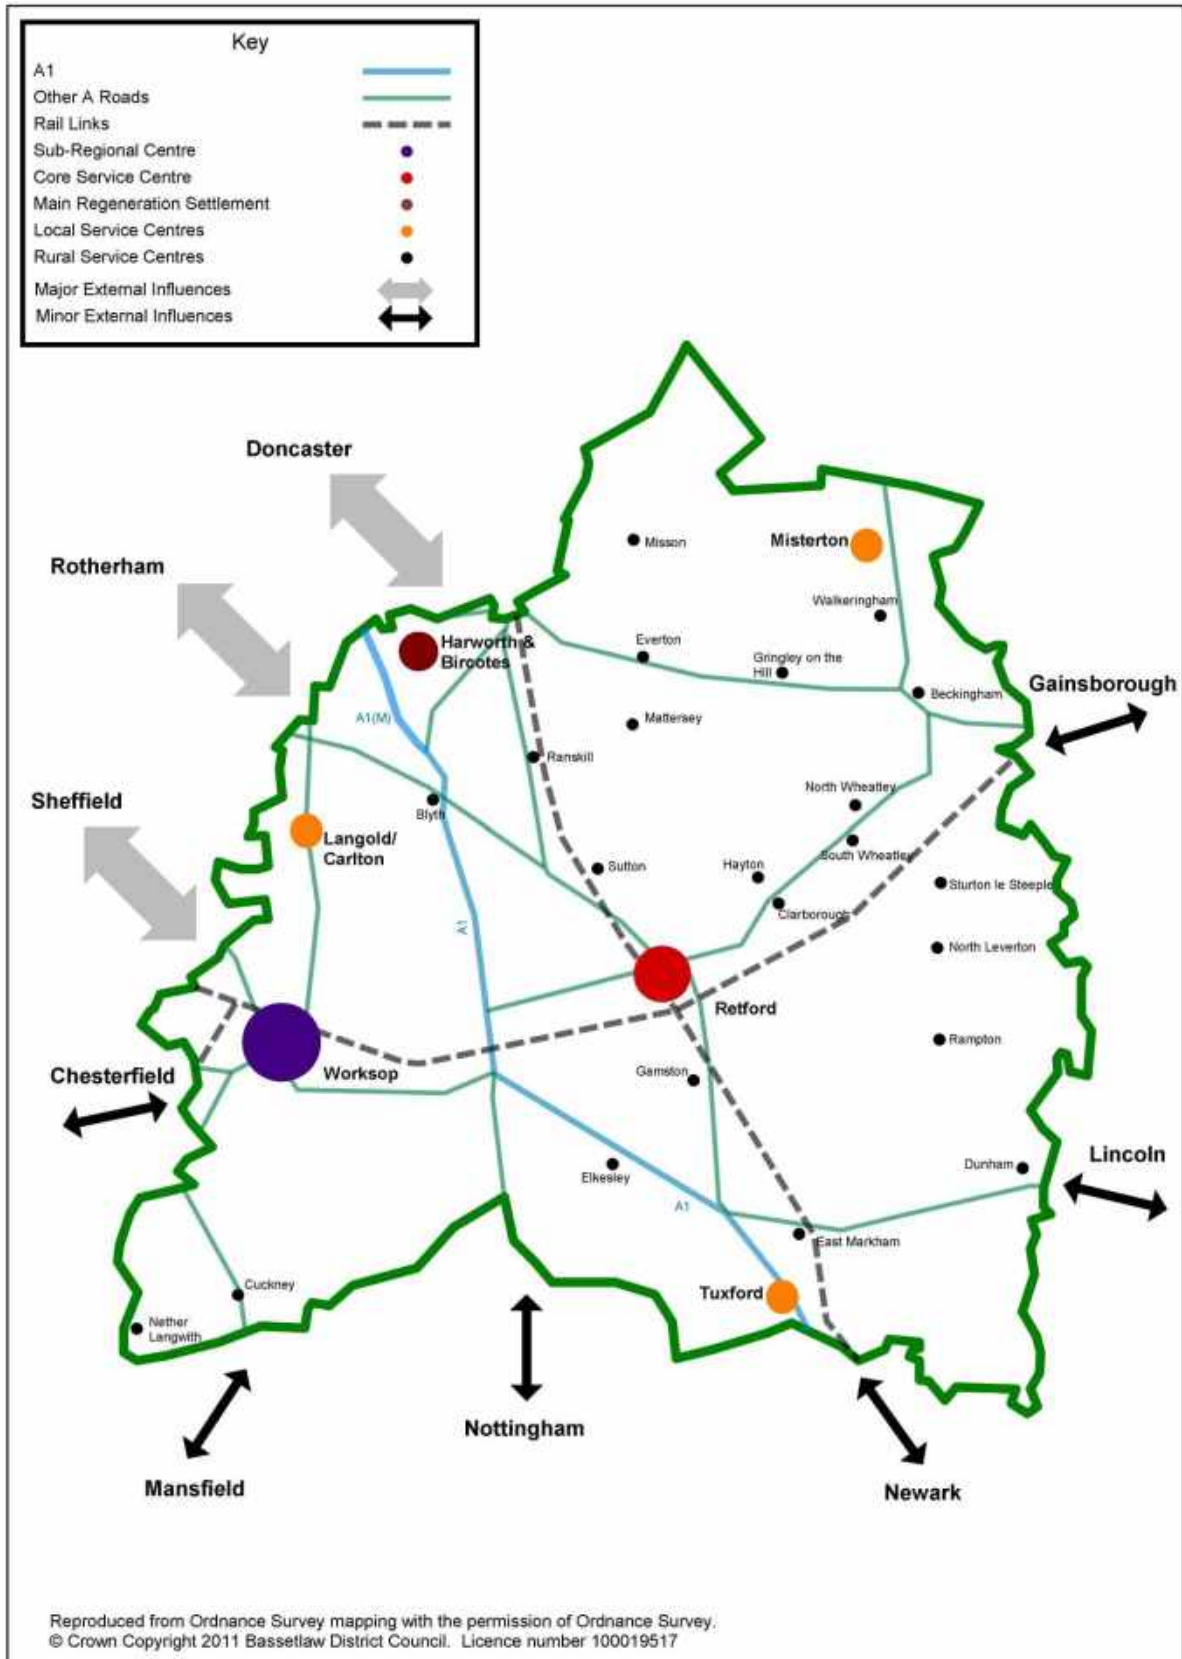 Key
A1
Other A Roads
Rail Links
Sub-Regional Centre
Core Service Centre
Main Regeneration Settlement
Local Service Centres
Rural Service Centres
Major External Influences
Minor External Influences
Doncaster
Rotherham
Misson
Misterton
Walkeringham
Harworth &
Bircotes
Everton
Gringley on the
Hill
Beckingham
Gainsborough
A1(M)
Mattersey
Ranskill
Sheffield
Blyth
North Wheatley
Langold/
Carlton
South Wheatley
Sutton
Hayton
Sturton le Steeple
Clarborough
A1
North Leverton
Retford
Rampton
Chesterfield
Worksop
Gamston
Lincoln
Dunham
Elkesley
A1
East Markham
Cuckney
Tuxford
Nether
Langwith
Nottingham
Mansfield
Newark
Reproduced from Ordnance Survey mapping with the permission of Ordnance Survey.
© Crown Copyright 2011 Bassetlaw District Council. Licence number 100019517